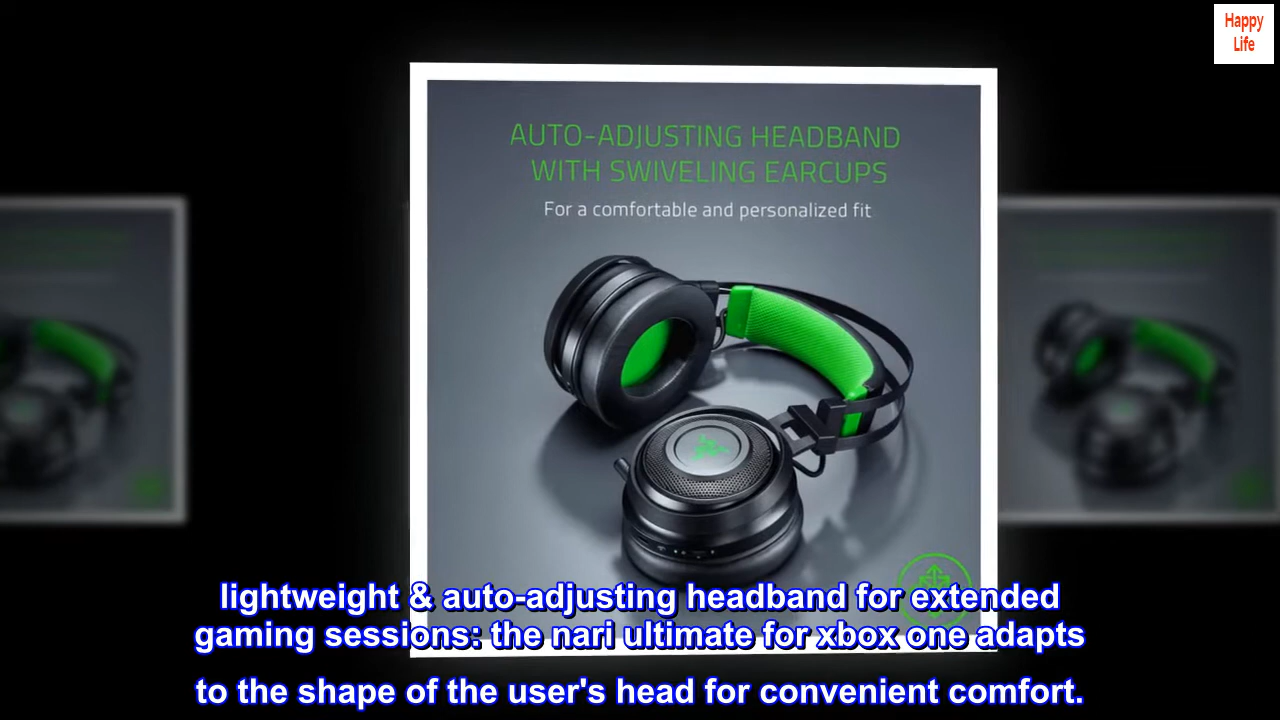 Happy
Life
AUTO-ADJUSTING HEADBAND
WITH SWIVELING EARCUPS
For a comfortable and personalized fit
lightweight & auto-adjusting headband for extended
gaming sessions: the nari ultimate for xbox one adapts
to the shape of the user's head for convenient comfort.